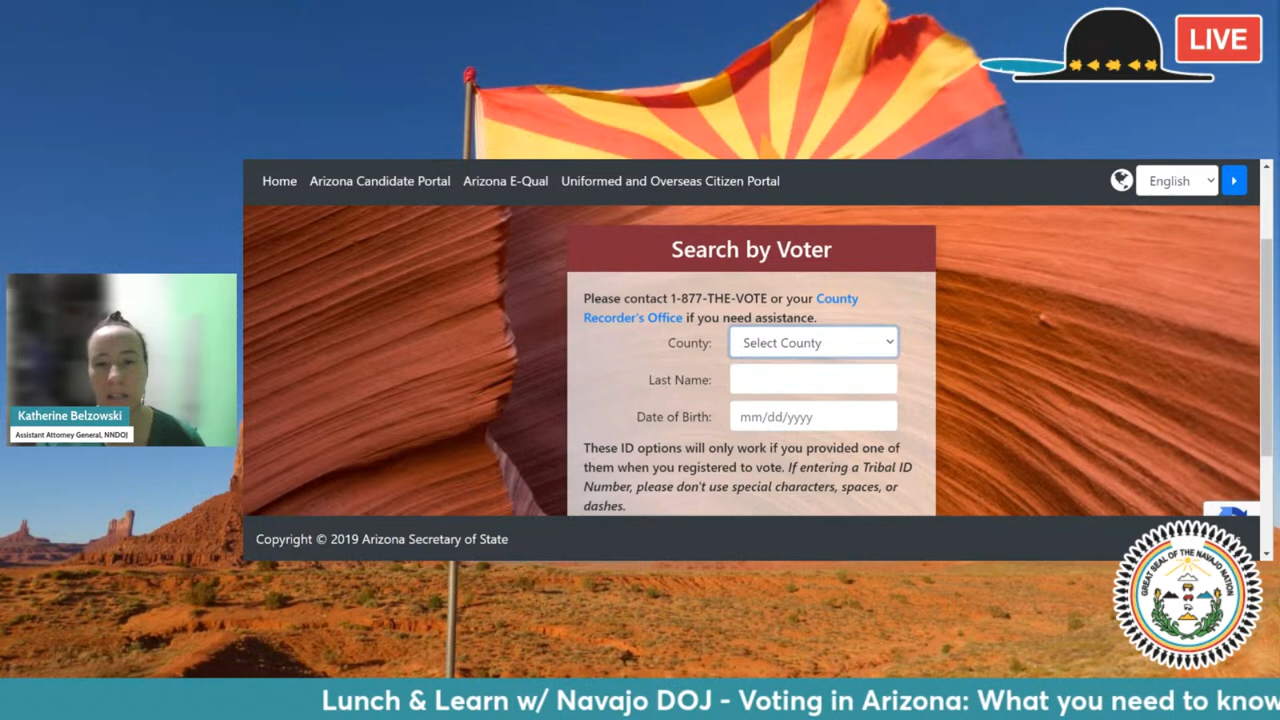 LIVE
Home Arizona Candidate Portal Arizona E-Qual Uniformed and Overseas Citizen Portal English
Search by Voter
Please contact 1-877-THE-VOTE or your County
Recorder's Office if you need assistance.
County: Select County
Last Name:
Date of Birth: mm/dd/yyyy
These ID options will only work if you provided one of
them when you registered to vote. If entering a Tribal ID
Number, please don't use special characters, spaces, or
dashes.
Katherine Belzowski
Assistant Attorney General, NNDOJ
Copyright © 2019 Arizona Secretary of State
GREAT SEAL OF THE NAVAJO NATION
Lunch & Learn w/ Navajo DOJ - Voting in Arizona: What you need to know